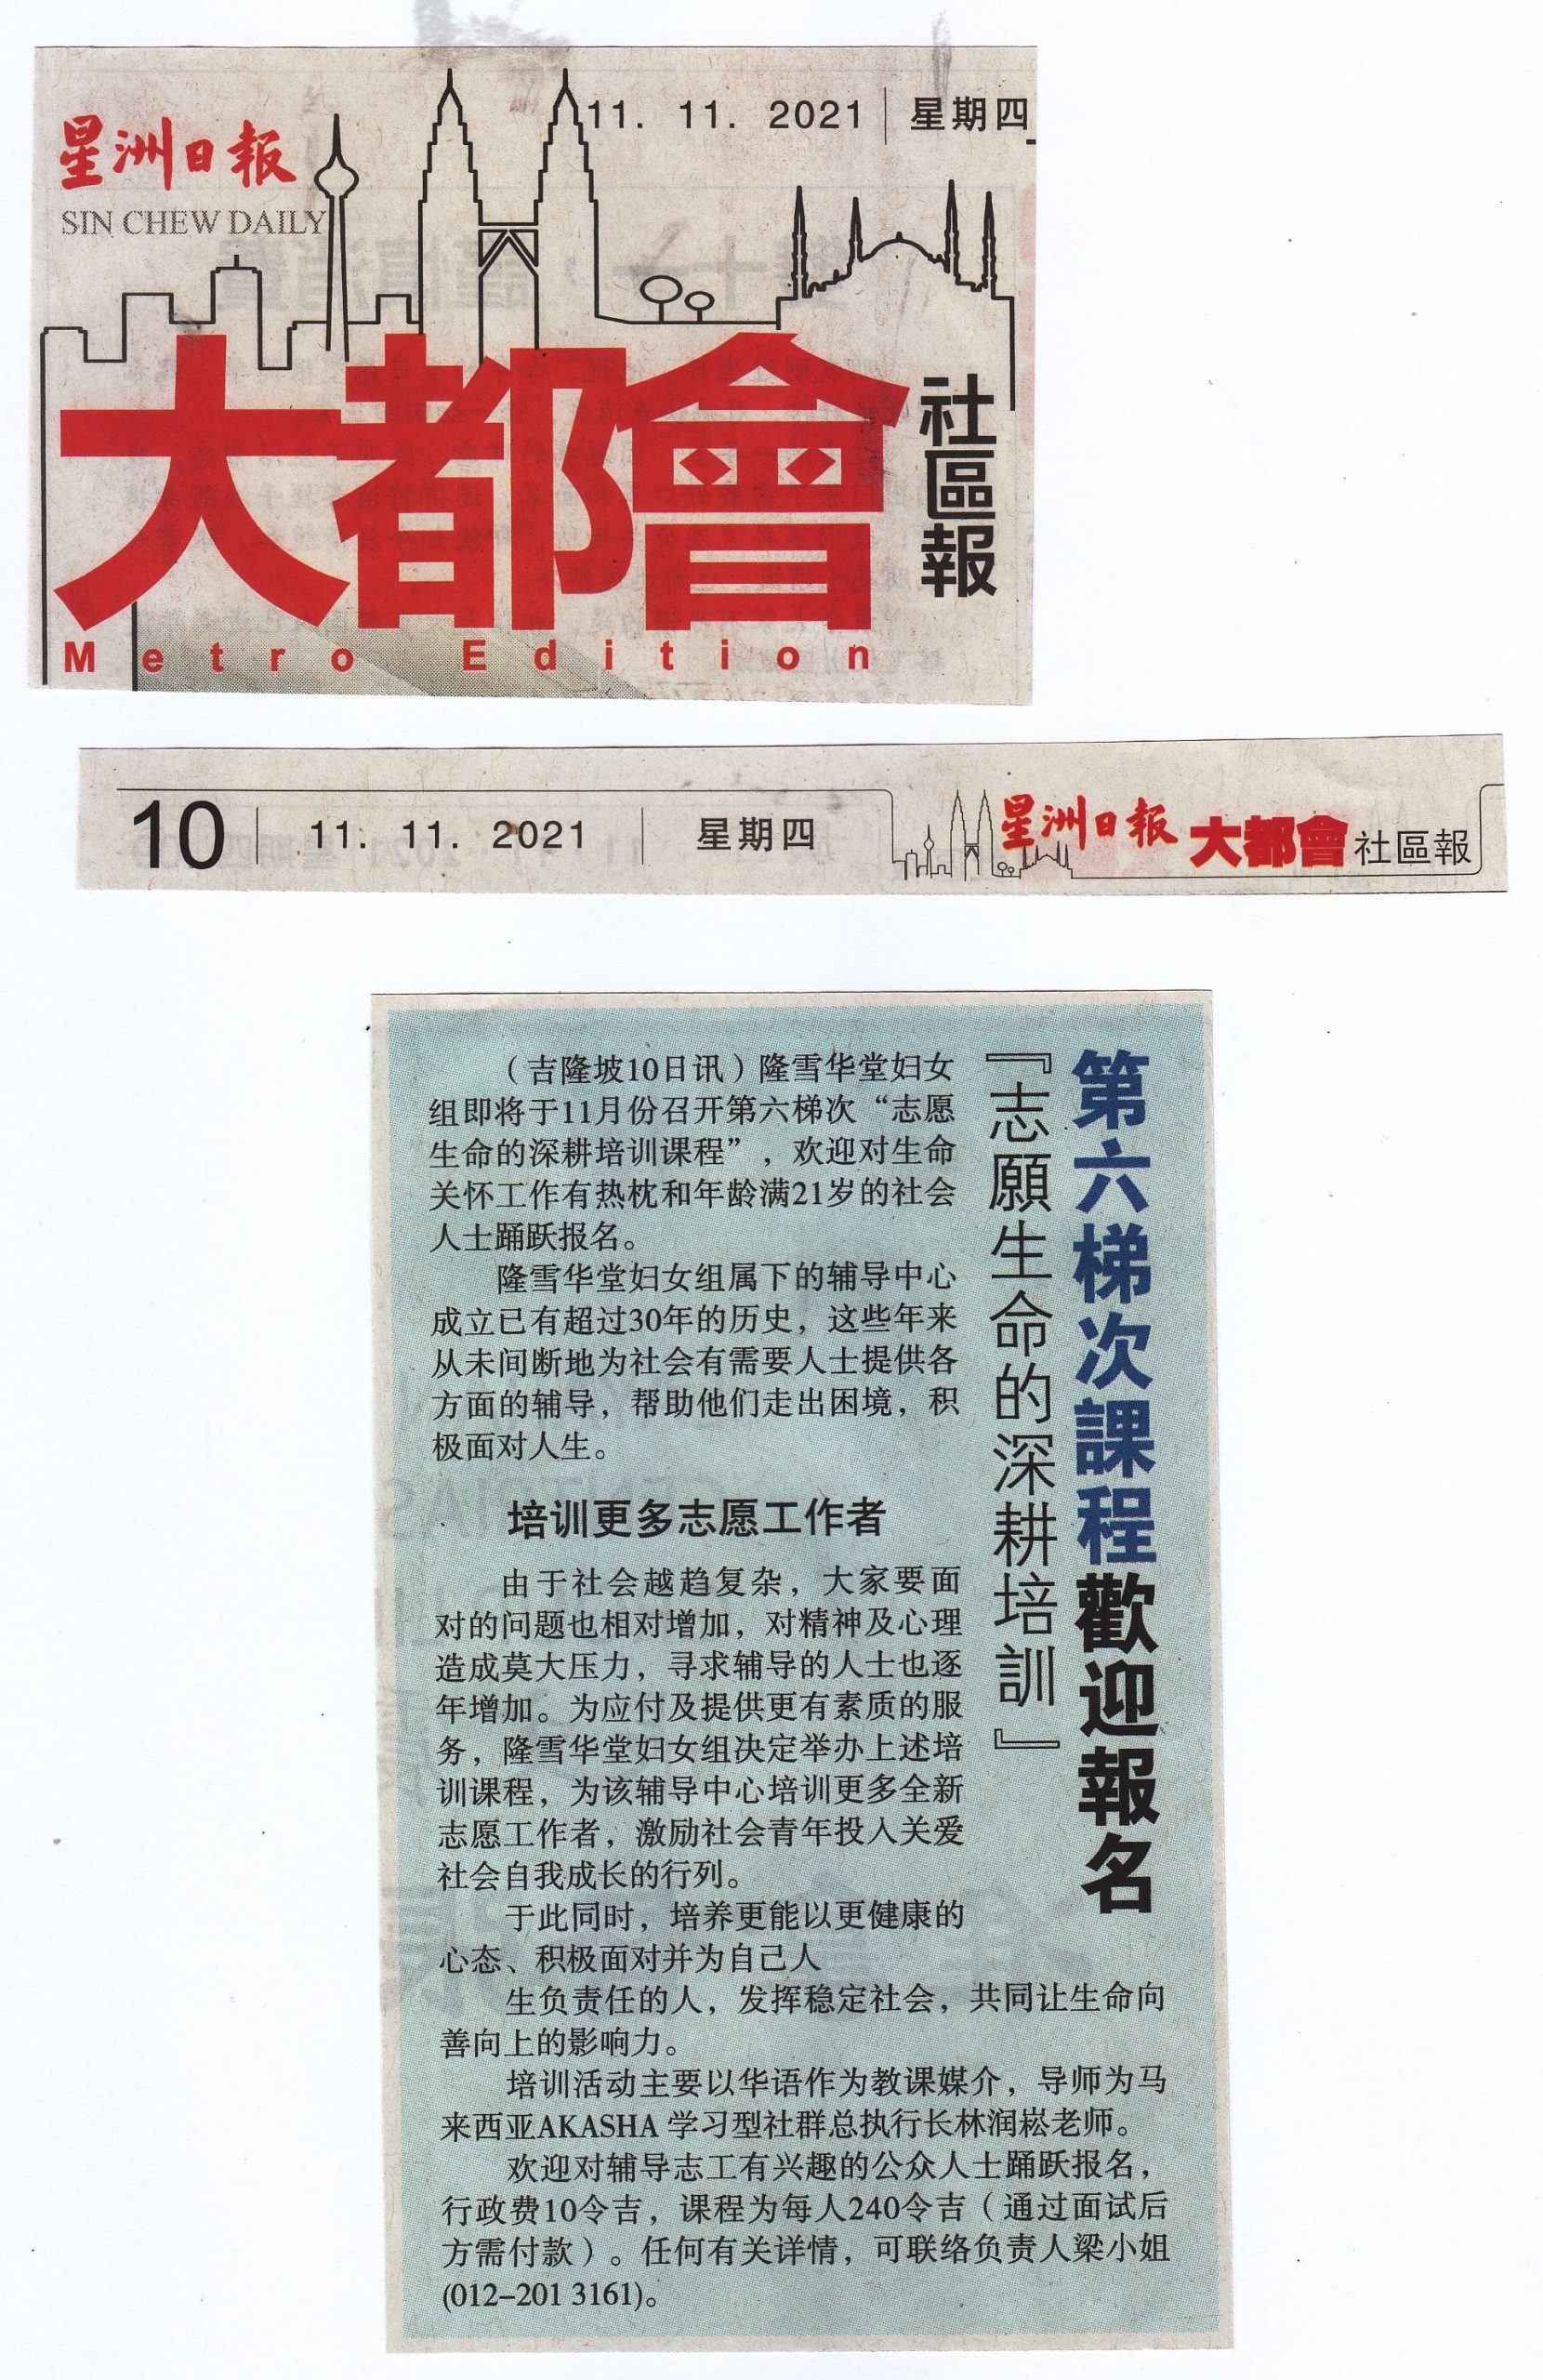 11. 11. 2021 星期四
星洲日报
SIN CHEW DAILY
大都會
社區報
Metro Edition
10 11. 11. 2021 星期四 星洲日报 大都會 社區報
第六梯次課程歡迎報名
『志願生命的深耕培訓』
（吉隆坡10日讯）隆雪华堂妇女
组即将于11月份召开第六梯次“志愿
生命的深耕培训课程”，欢迎对生命
关怀工作有热枕和年龄满21岁的社会
人士踊跃报名。
隆雪华堂妇女组属下的辅导中心
成立已有超过30年的历史，这些年来
从未间断地为社会有需要人士提供各
方面的辅导，帮助他们走出困境，积
极面对人生。
培训更多志愿工作者
由于社会越趋复杂，大家要面
对的问题也相对增加，对精神及心理
造成莫大压力，寻求辅导的人士也逐
年增加。为应付及提供更有素质的服
务，隆雪华堂妇女组决定举办上述培
训课程，为该辅导中心培训更多全新
志愿工作者，激励社会青年投入关爱
社会自我成长的行列。
于此同时，培养更能以更健康的
心态、积极面对并为自己人
生负责任的人，发挥稳定社会，共同让生命向
善向上的影响力。
培训活动主要以华语作为教课媒介，导师为马
来西亚AKASHA 学习型社群总执行长林润崧老师。
欢迎对辅导志工有兴趣的公众人士踊跃报名，
行政费10令吉，课程为每人240令吉（通过面试后
方需付款）。任何有关详情，可联络负责人梁小姐
(012-201 3161)。